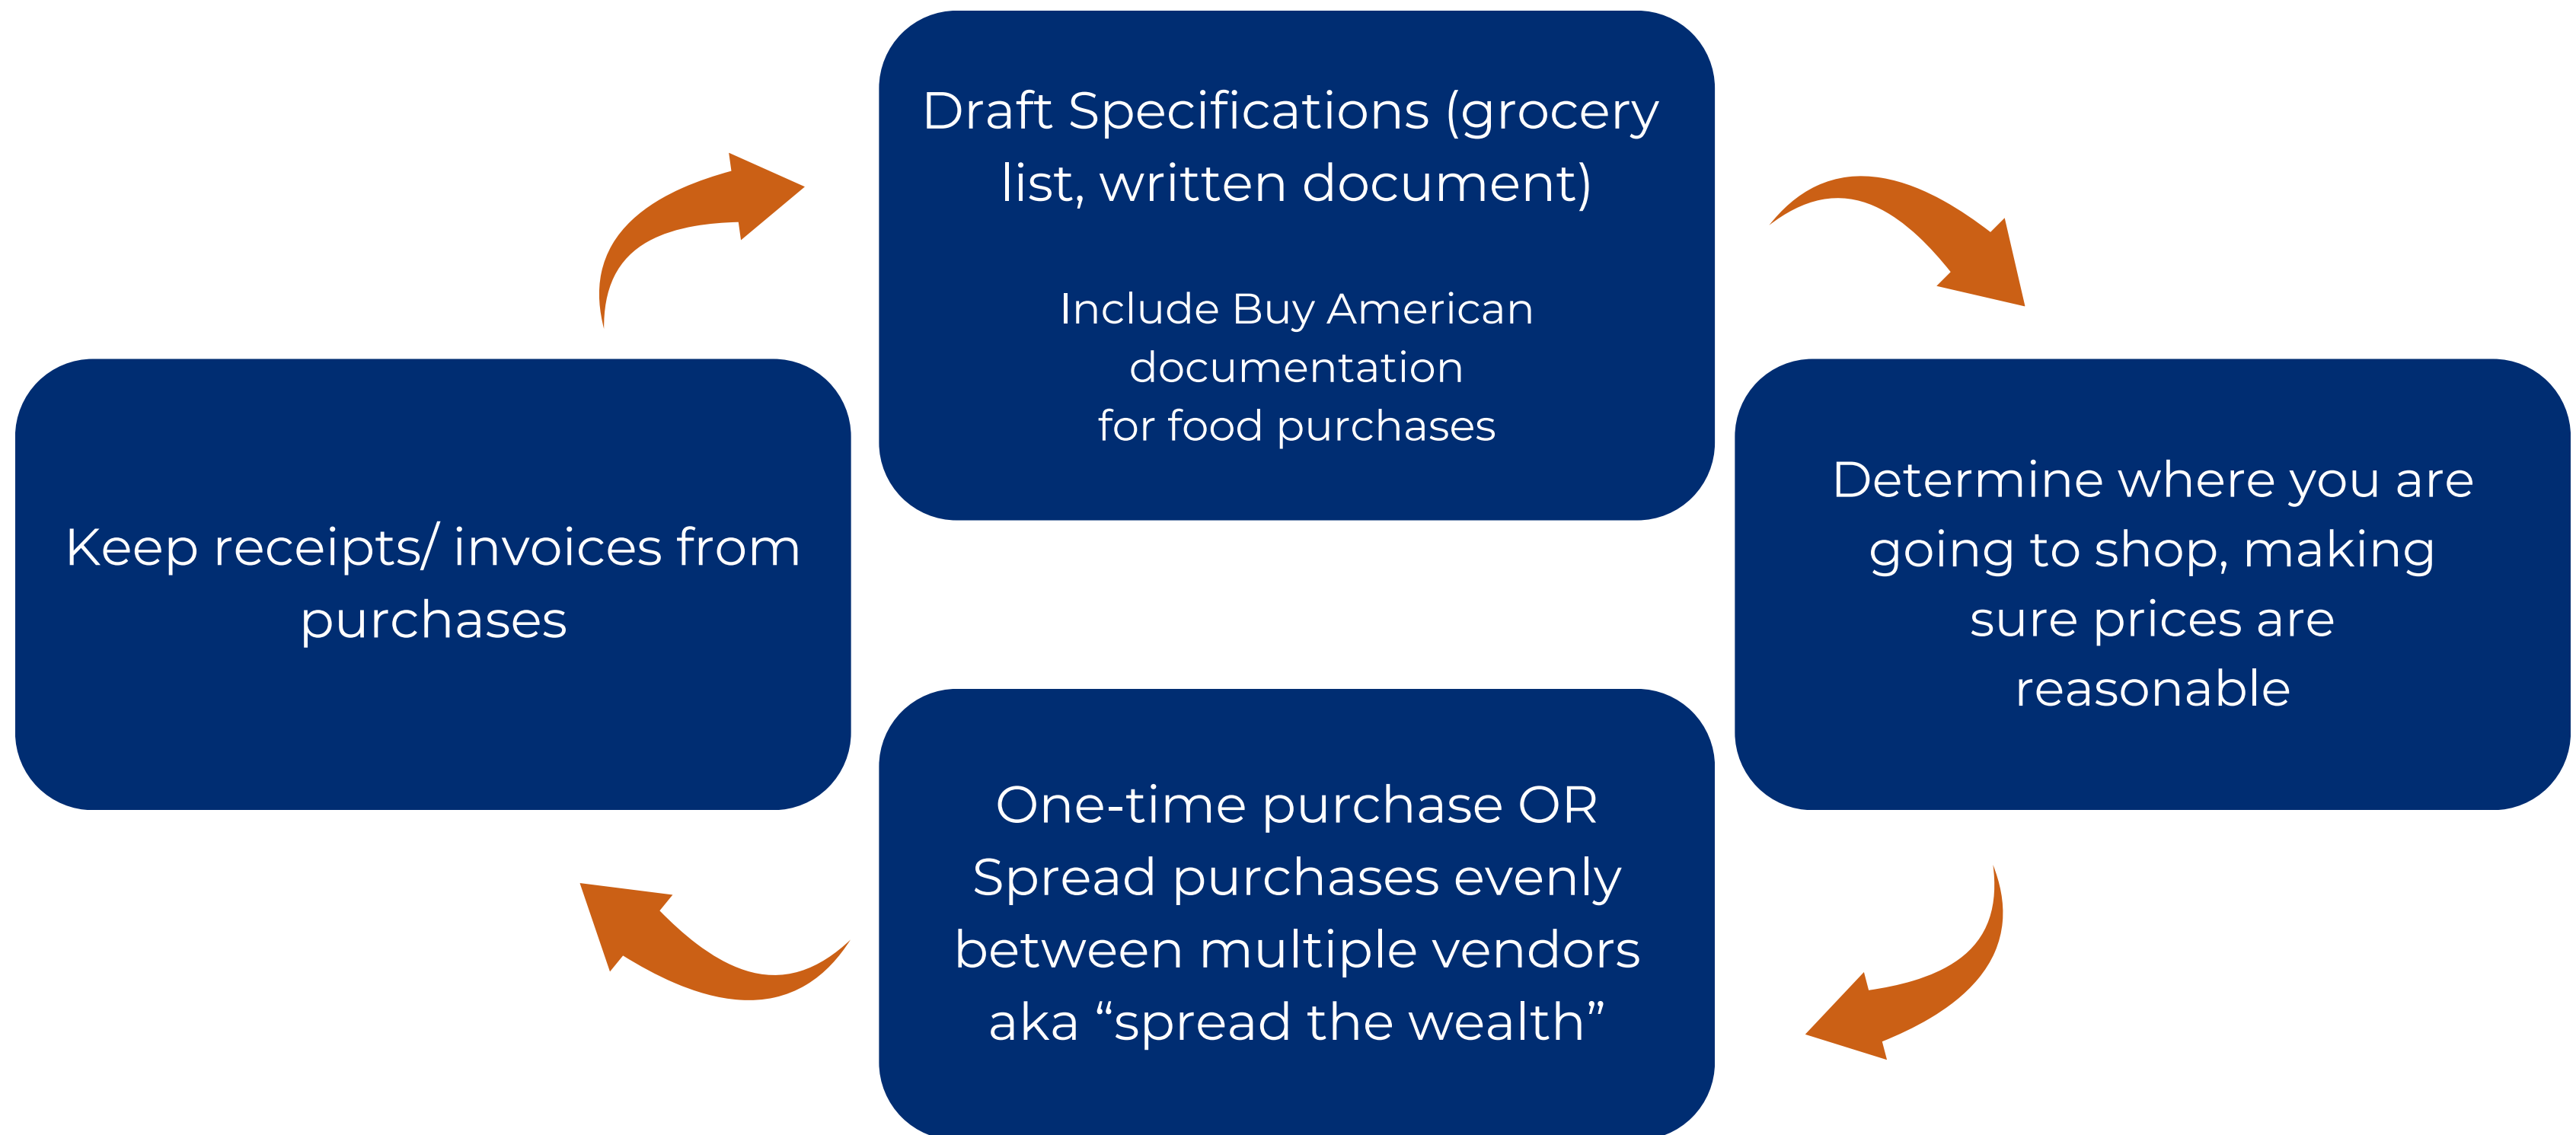 Draft Specifications (grocery
list, written document)
Include Buy American
documentation
for food purchases
Determine where you are
going to shop, making
sure prices are
reasonable
One-time purchase OR
Spread purchases evenly
between multiple vendors
aka “spread the wealth”
Keep receipts/ invoices from
purchases